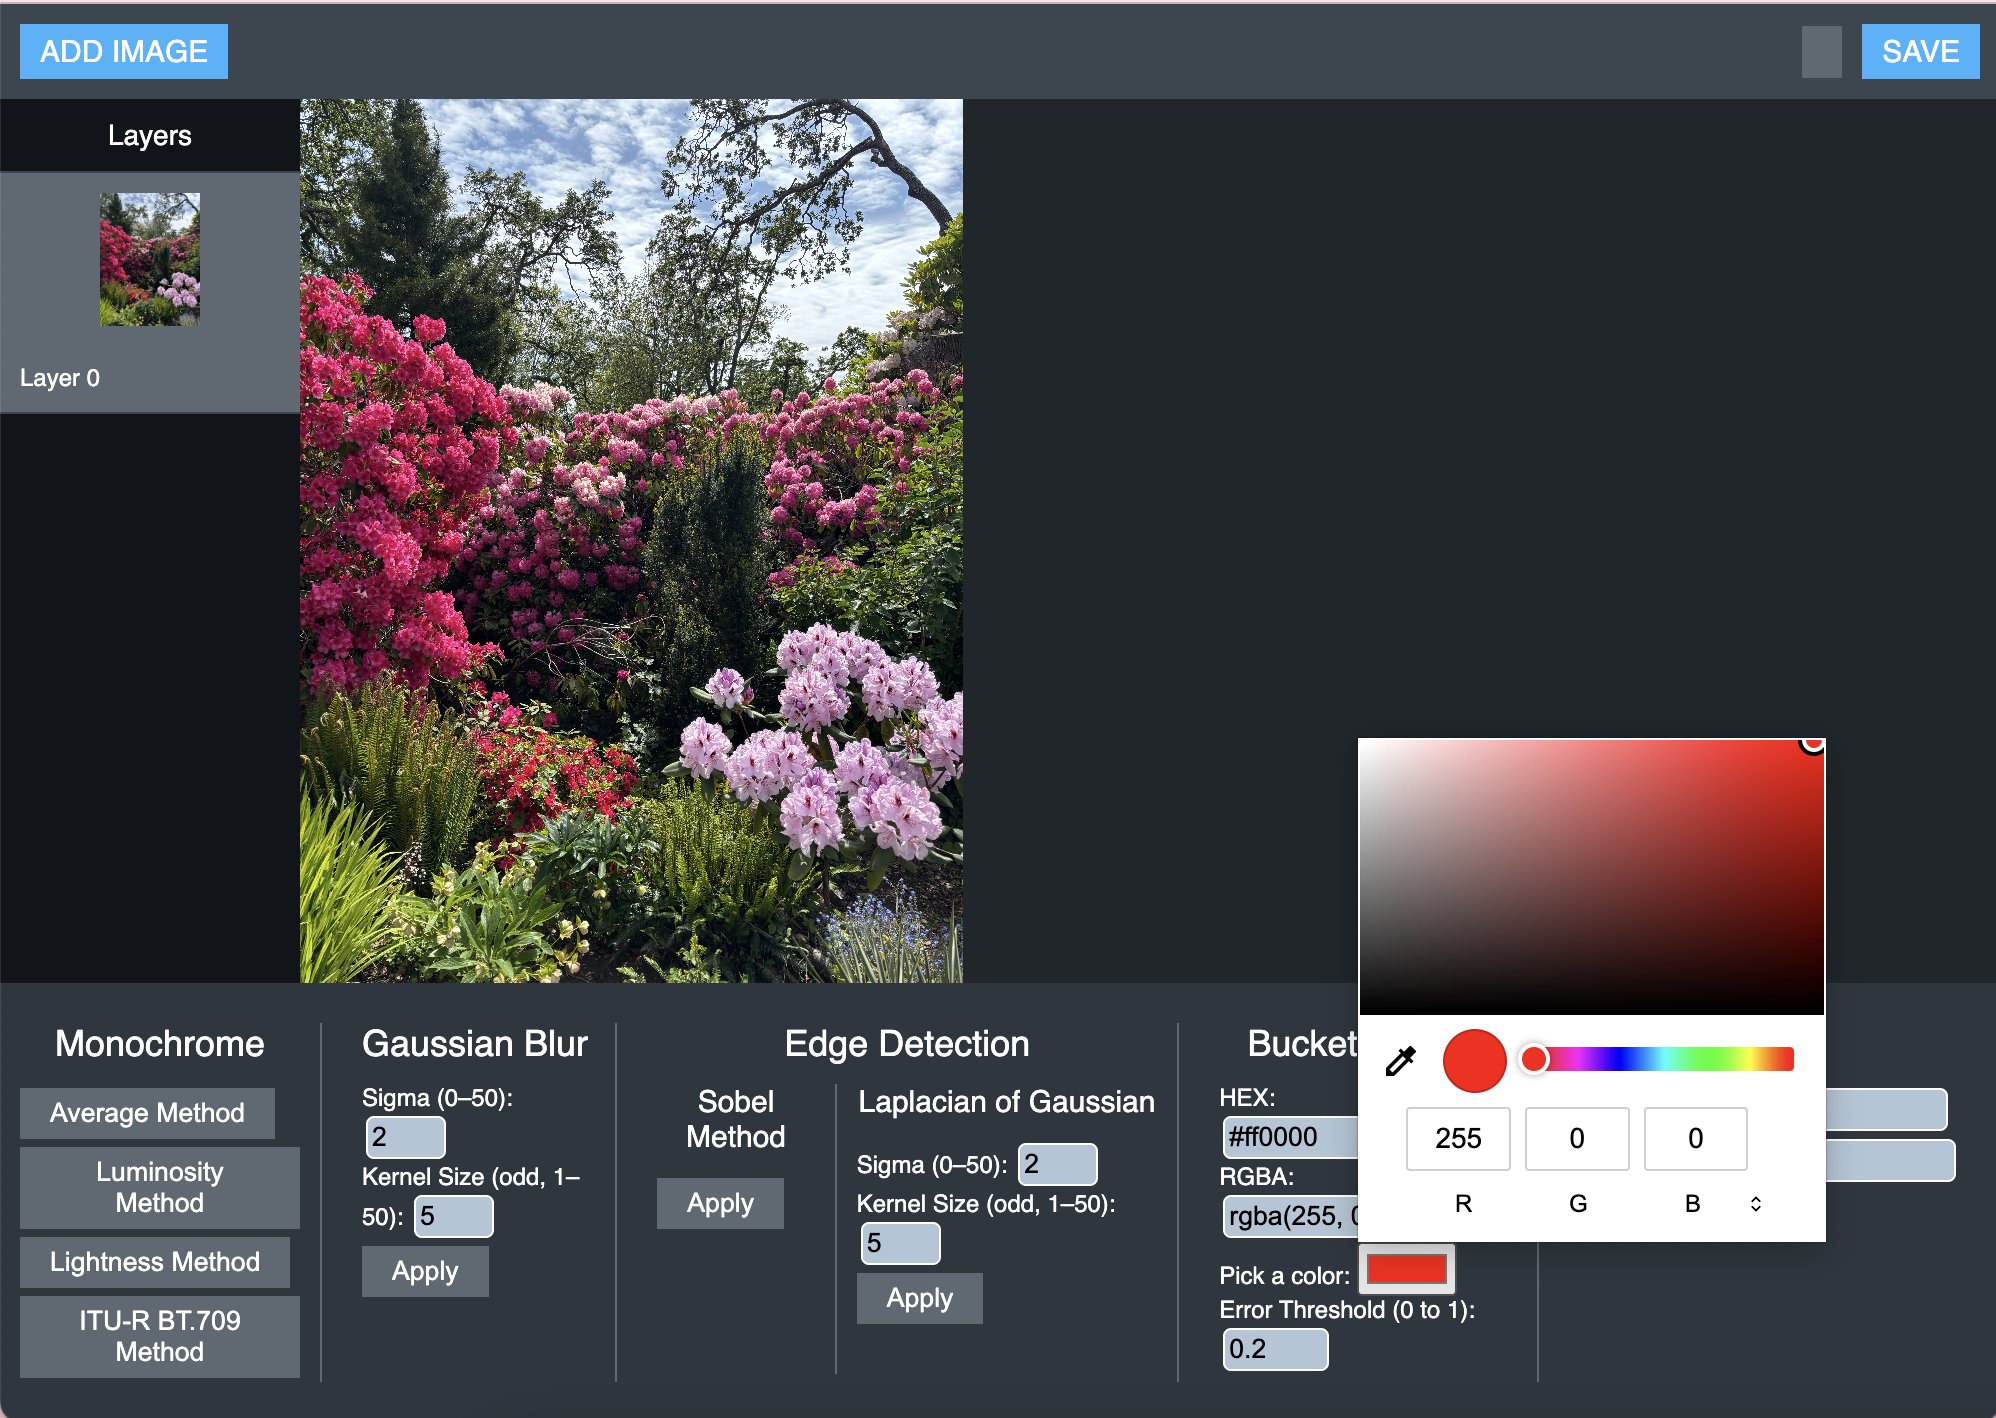 ADD IMAGE
SAVE
Layers
Layer 0
Monochrome
Average Method
Luminosity
Method
Lightness Method
ITU-R BT.709
Method
Gaussian Blur
Sigma (0–50):
2
Kernel Size (odd, 1–
50): 5
Apply
Edge Detection
Sobel
Method
Apply
Laplacian of Gaussian
Sigma (0–50): 2
Kernel Size (odd, 1–50):
5
Apply
Bucket
HEX:
#ff0000
RGBA:
rgba(255, 
Pick a color:
Error Threshold (0 to 1):
0.2
255 0 0
R G B